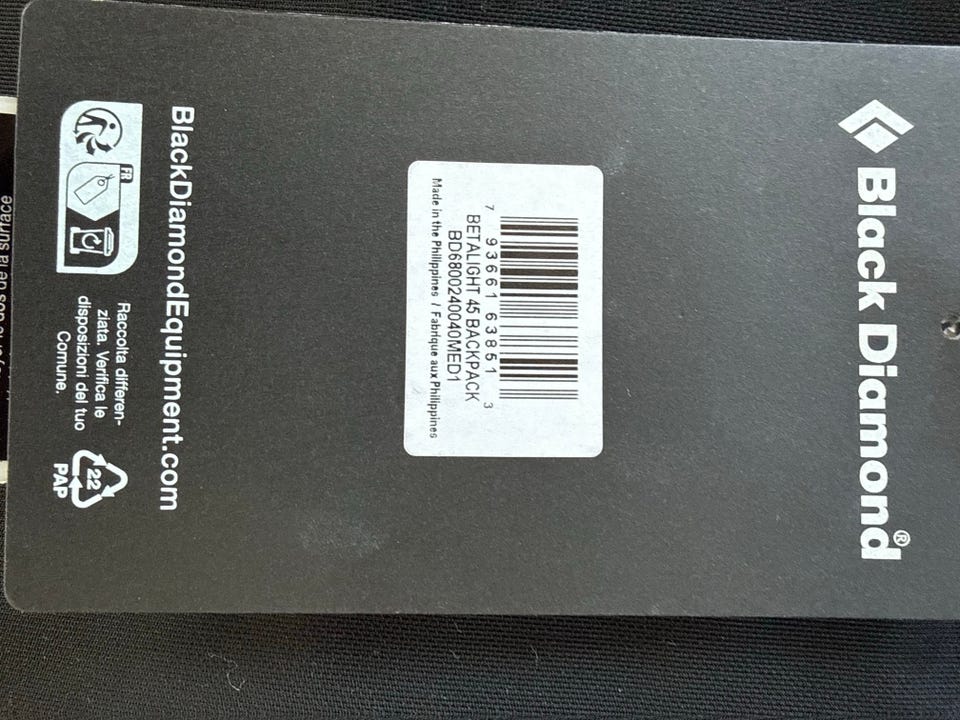 Black Diamond®
7 93661 63851 3
BETALIGHT 45 BACKPACK
BD6800240040MED1
Made in the Philippines / Fabrique aux Philippines
BlackDiamondEquipment.com
FR
Raccolta differen-
ziata. Verifica le
disposizioni del tuo
Comune.
22
PAP